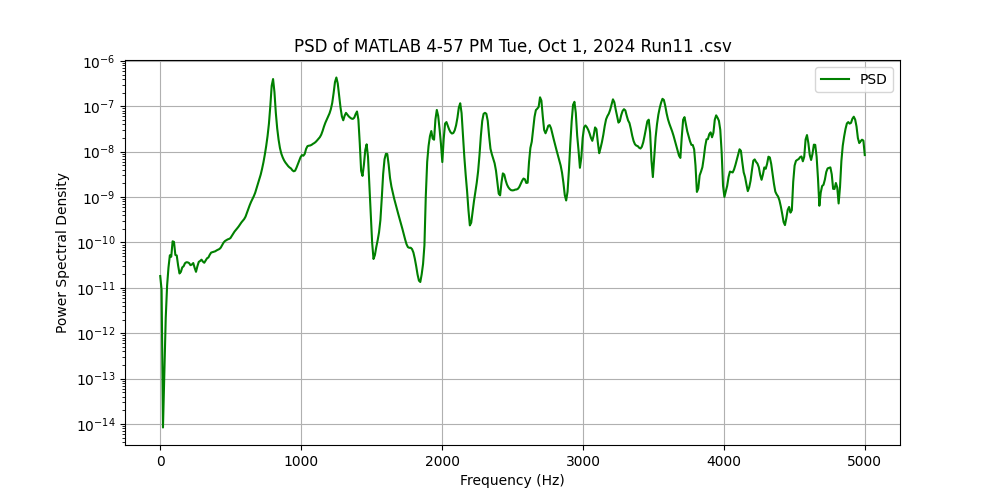 PSD of MATLAB 4-57 PM Tue, Oct 1, 2024 Run11 .csv
PSD
10⁻⁶
10⁻⁷
10⁻⁸
10⁻⁹
10⁻¹⁰
10⁻¹¹
10⁻¹²
10⁻¹³
10⁻¹⁴
Power Spectral Density
0 1000 2000 3000 4000 5000
Frequency (Hz)